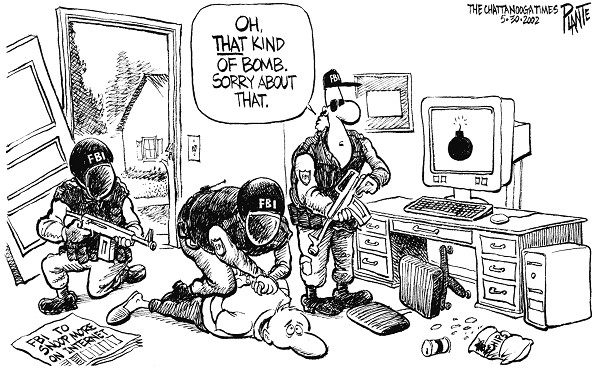 THE CHATTANOOGA TIMES
5-30-2002
PLANTE
OH,
THAT KIND
OF BOMB.
SORRY ABOUT
THAT.
FBI
FBI
FBI
FBI TO
SNOOP MORE
ON INTERNET
CHIPS